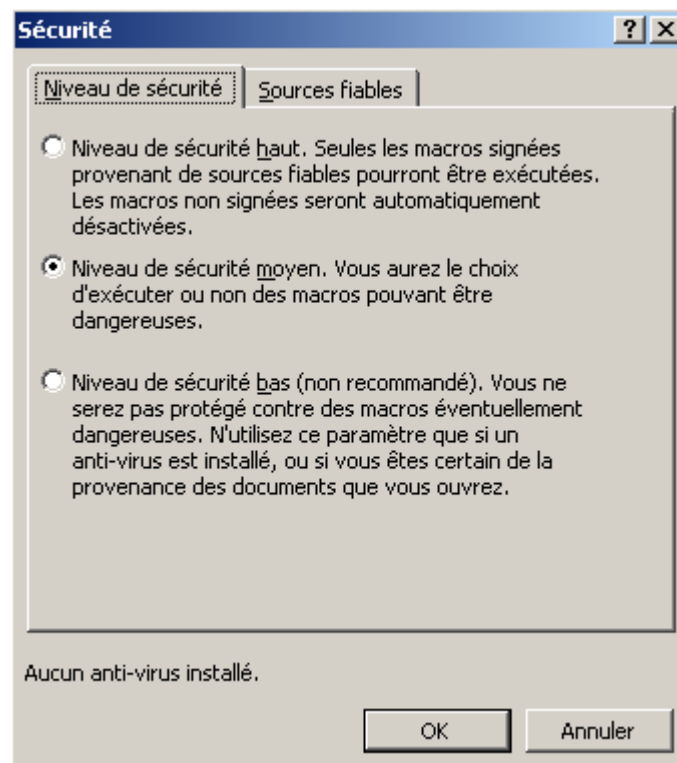 Sécurité
Niveau de sécurité
Sources fiables
Niveau de sécurité haut. Seules les macros signées
provenant de sources fiables pourront être exécutées.
Les macros non signées seront automatiquement
désactivées.
Niveau de sécurité moyen. Vous aurez le choix
d'exécuter ou non des macros pouvant être
dangereuses.
Niveau de sécurité bas (non recommandé). Vous ne
serez pas protégé contre des macros éventuellement
dangereuses. N'utilisez ce paramètre que si un
anti-virus est installé, ou si vous êtes certain de la
provenance des documents que vous ouvrez.
Aucun anti-virus installé.
OK
Annuler